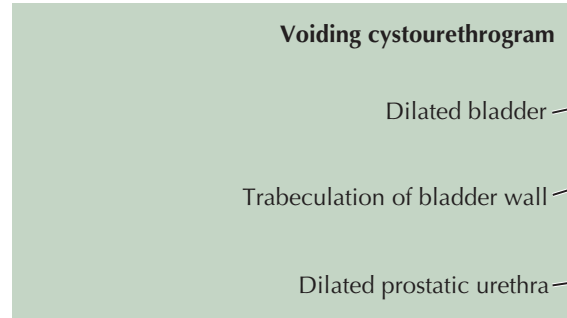 Voiding cystourethrogram
Dilated bladder
Trabeculation of bladder wall
Dilated prostatic urethra